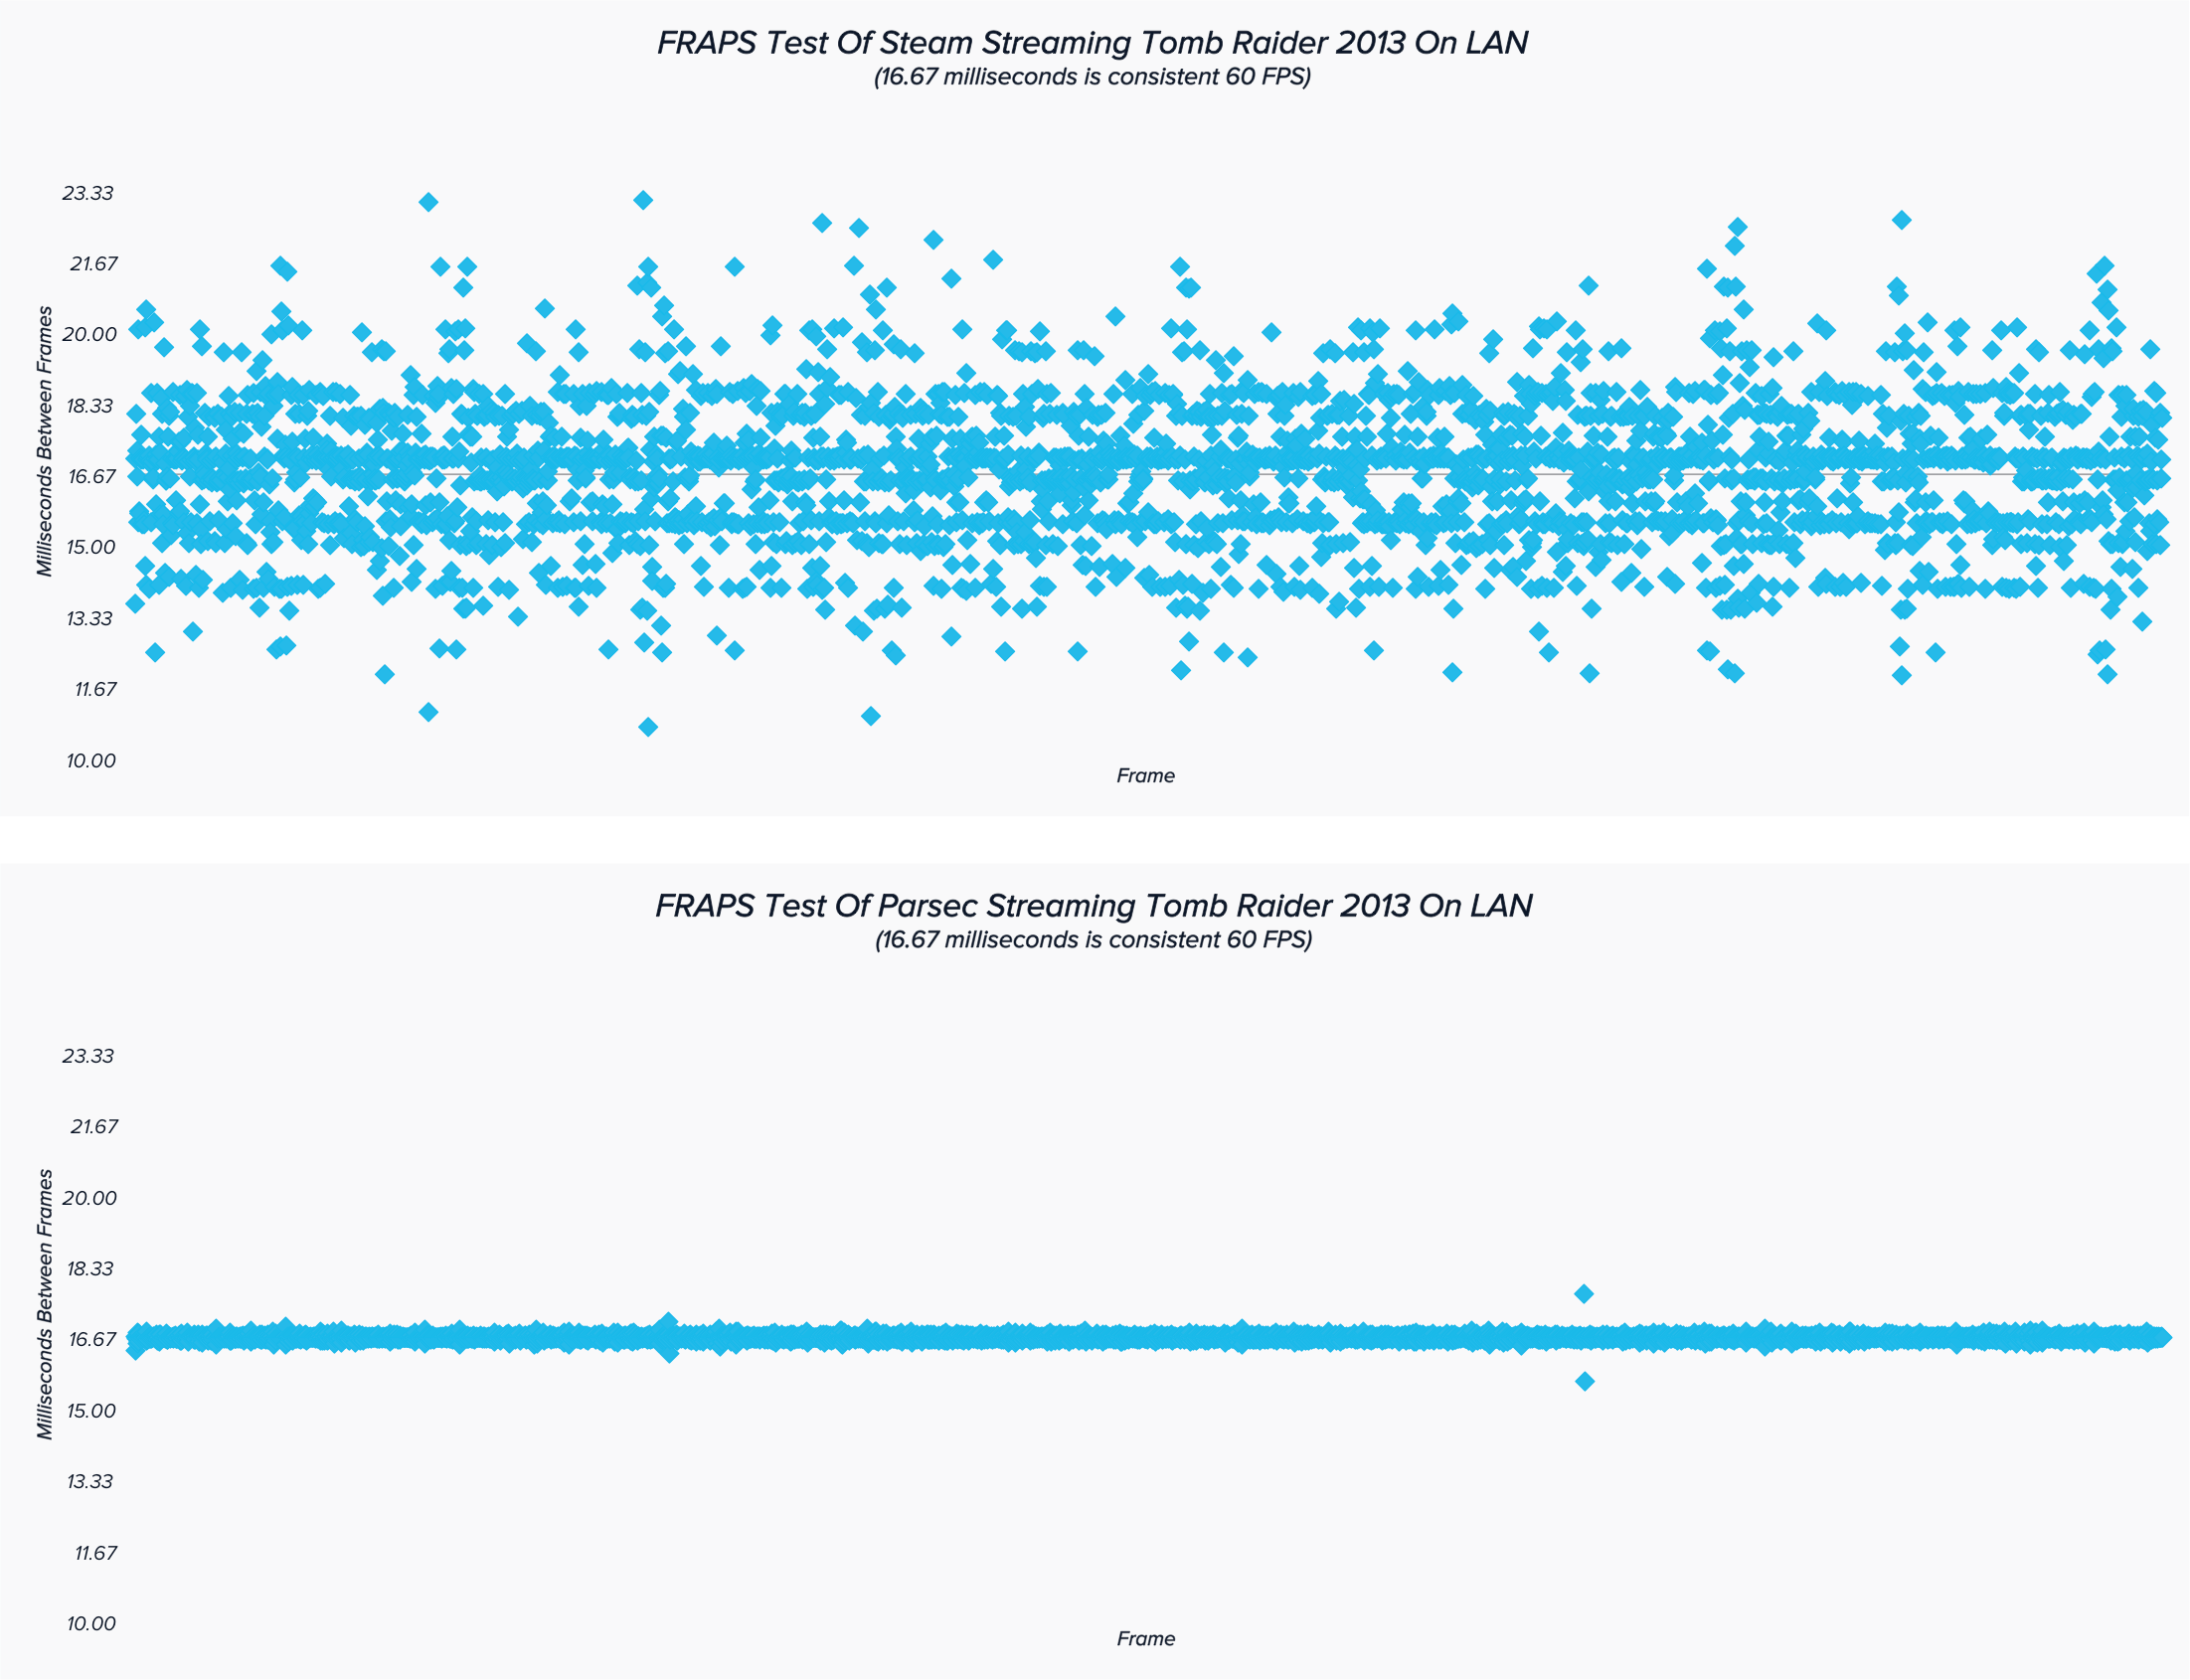 FRAPS Test Of Steam Streaming Tomb Raider 2013 On LAN
(16.67 milliseconds is consistent 60 FPS)
Milliseconds Between Frames
23.33
21.67
20.00
18.33
16.67
15.00
13.33
11.67
10.00
Frame
FRAPS Test Of Parsec Streaming Tomb Raider 2013 On LAN
(16.67 milliseconds is consistent 60 FPS)
Milliseconds Between Frames
23.33
21.67
20.00
18.33
16.67
15.00
13.33
11.67
10.00
Frame